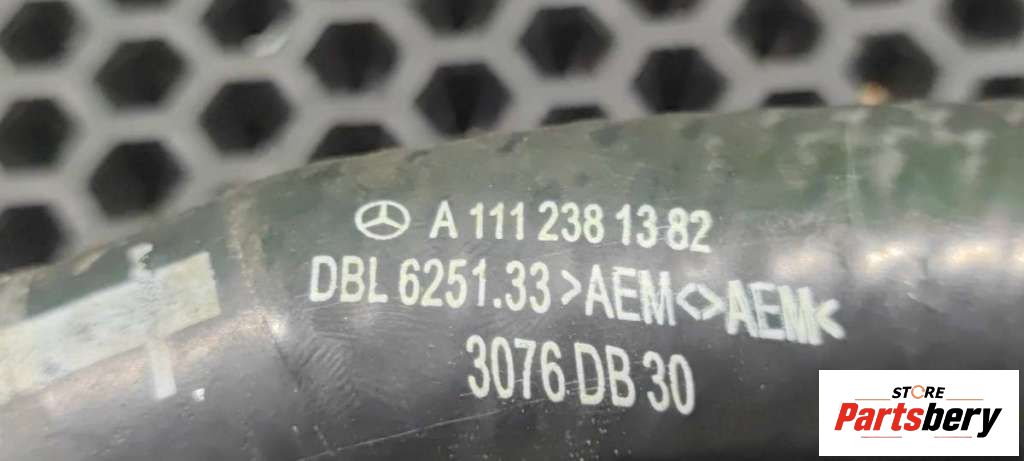 A 111 238 13 82
DBL 6251.33 >AEM<>AEM<
3076 DB 30
STORE
Partsbery